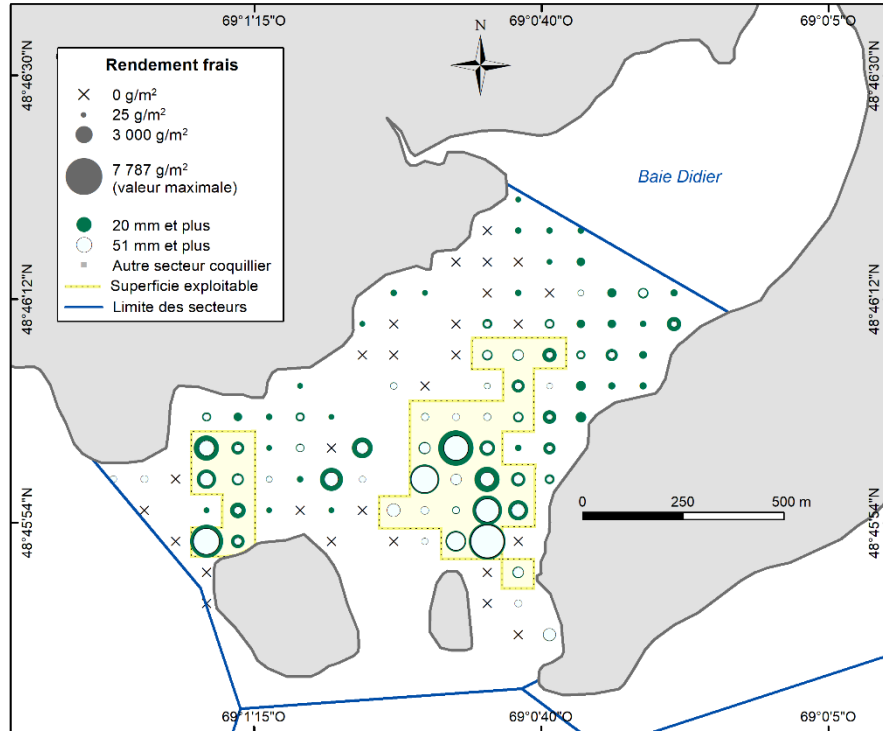 69°1'15"O 69°0'40"O 69°0'5"O
48°46'30"N 48°46'30"N
N
Rendement frais
0 g/m²
25 g/m²
3 000 g/m²
7 787 g/m²
(valeur maximale)
20 mm et plus
51 mm et plus
Autre secteur coquillier
Superficie exploitable
Limite des secteurs
Baie Didier
48°46'12"N 48°46'12"N
0 250 500 m
48°45'54"N 48°45'54"N
69°1'15"O 69°0'40"O 69°0'5"O